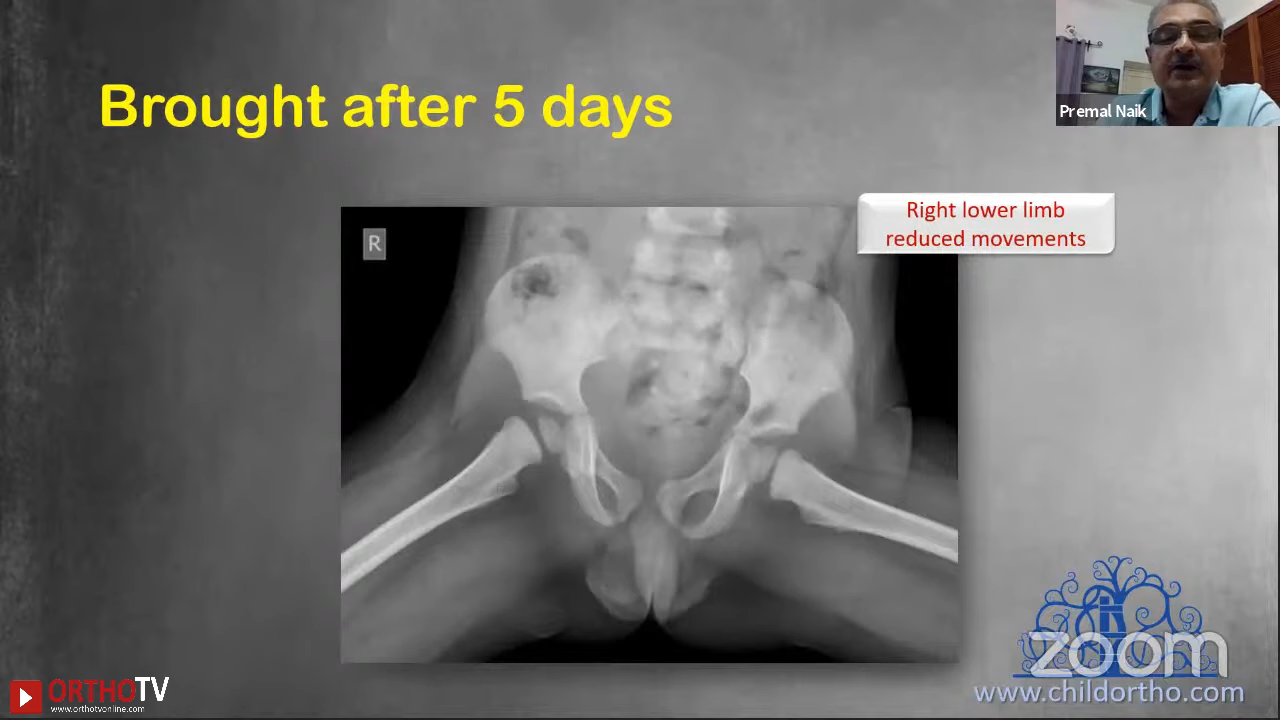 Brought after 5 days
Premal Naik
Right lower limb
reduced movements
R
zoom
www.childortho.com
ORTHOTV
www.orthotvonline.com